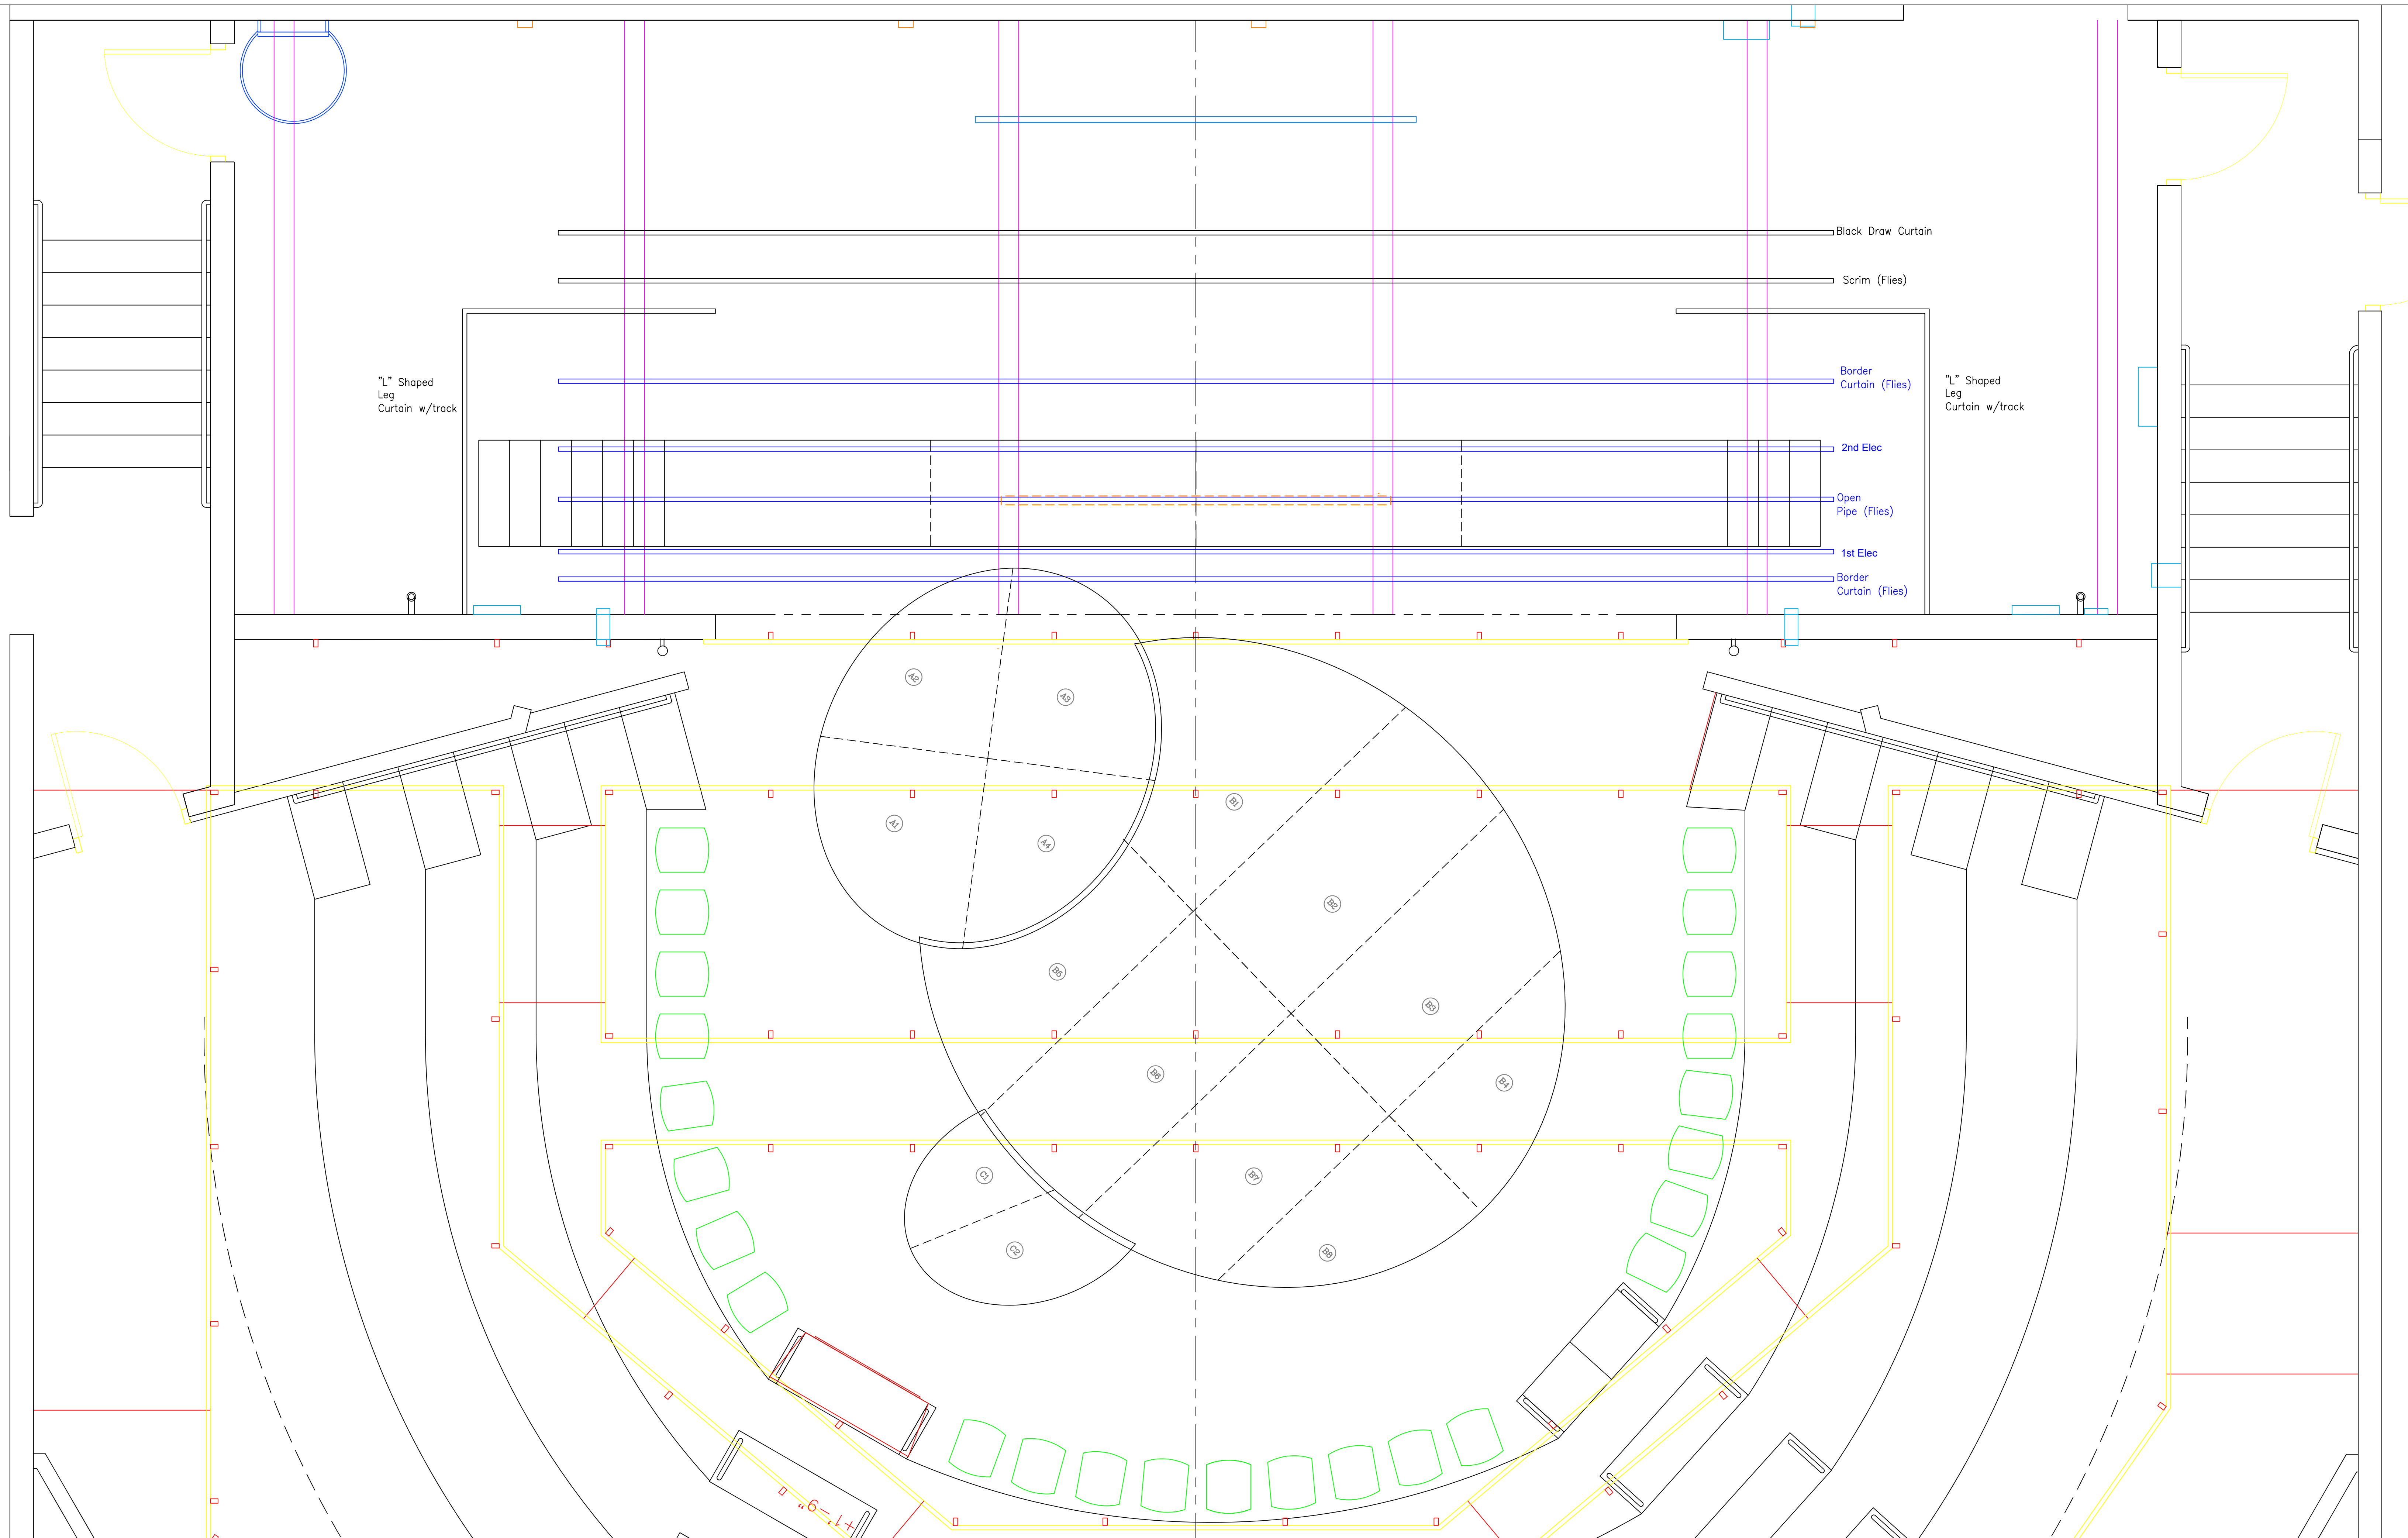 Black Draw Curtain
Scrim (Flies)
"L" Shaped
Leg
Curtain w/track
Border
Curtain (Flies)
"L" Shaped
Leg
Curtain w/track
2nd Elec
Open
Pipe (Flies)
1st Elec
Border
Curtain (Flies)
A2
A3
A1
A4
B1
B2
B5
B3
B6
B4
C1
B7
C2
B8
+1'-9"